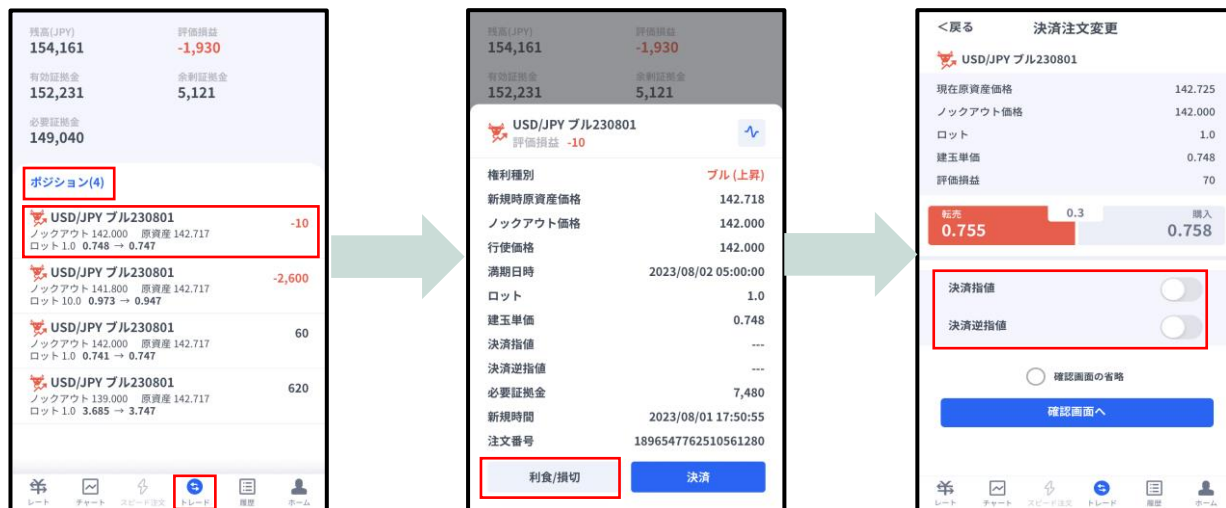 残高(JPY) 評価損益
154,161 -1,930
有効証拠金 余剰証拠金
152,231 5,121
必要証拠金
149,040
ポジション(4)
USD/JPY ブル230801 -10
ノックアウト 142.000 原資産 142.717
ロット 1.0 0.748 → 0.747
USD/JPY ブル230801 -2,600
ノックアウト 141.800 原資産 142.717
ロット 10.0 0.973 → 0.947
USD/JPY ブル230801 60
ノックアウト 142.000 原資産 142.717
ロット 1.0 0.741 → 0.747
USD/JPY ブル230801 620
ノックアウト 139.000 原資産 142.717
ロット 1.0 3.685 → 3.747
レート チャート スピード注文 トレード 履歴 ホーム
残高(JPY) 評価損益
154,161 -1,930
有効証拠金 余剰証拠金
152,231 5,121
USD/JPY ブル230801
評価損益 -10
権利種別 ブル (上昇)
新規時原資産価格 142.718
ノックアウト価格 142.000
行使価格 142.000
満期日時 2023/08/02 05:00:00
ロット 1.0
建玉単価 0.748
決済指値 ---
決済逆指値 ---
必要証拠金 7,480
新規時間 2023/08/01 17:50:55
注文番号 1896547762510561280
利食/損切 決済
<戻る 決済注文変更
USD/JPY ブル230801
現在原資産価格 142.725
ノックアウト価格 142.000
ロット 1.0
建玉単価 0.748
評価損益 70
転売 0.3 購入
0.755 0.758
決済指値
決済逆指値
確認画面の省略
確認画面へ
レート チャート スピード注文 トレード 履歴 ホーム